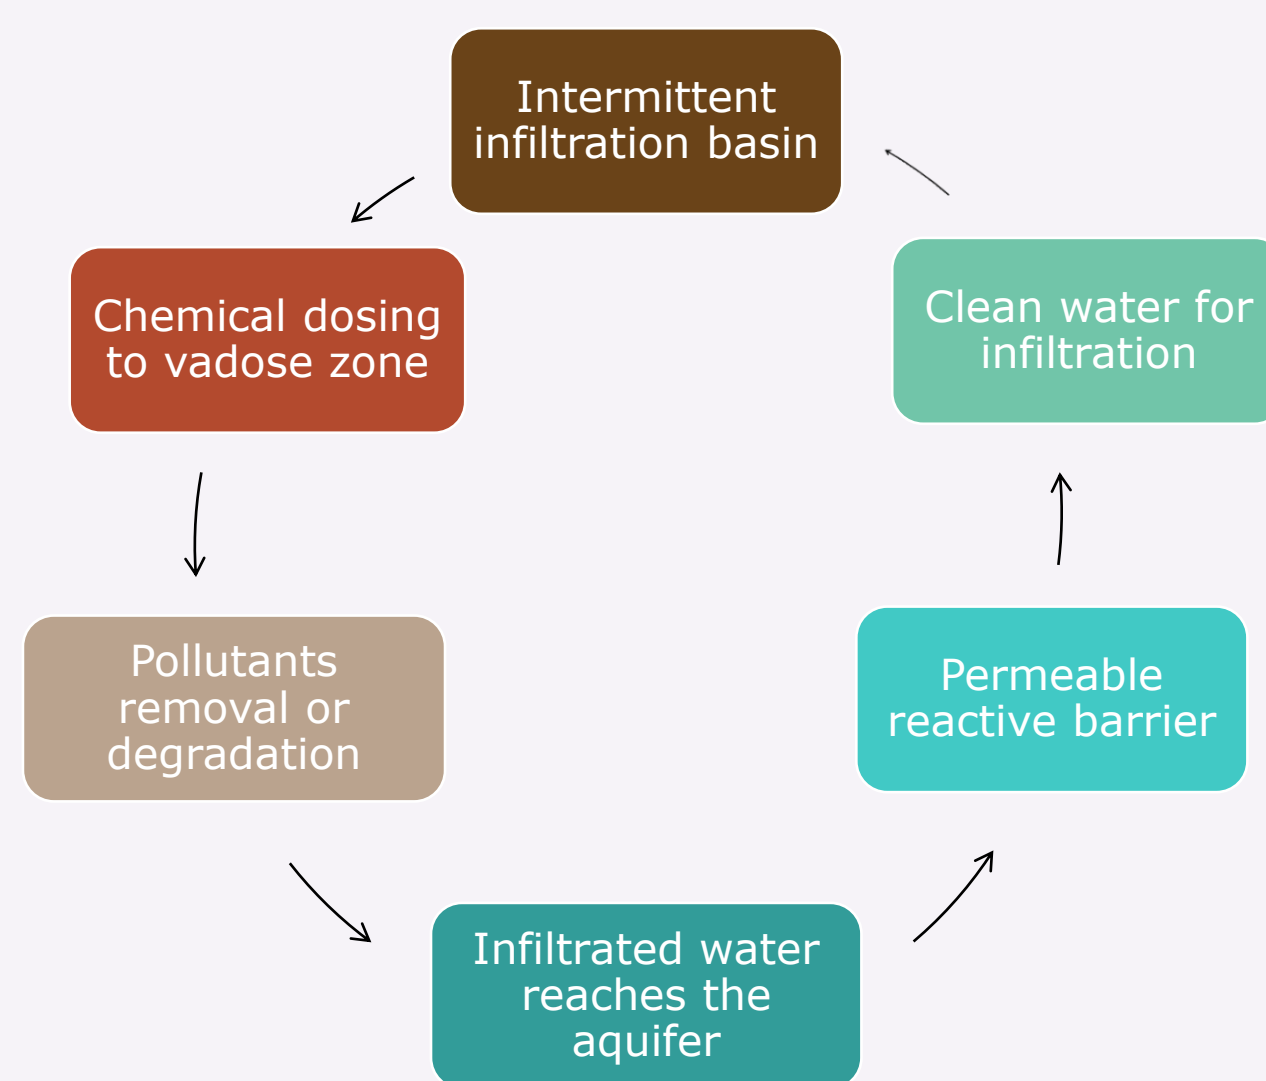 Intermittent
infiltration basin
Chemical dosing
to vadose zone
Pollutants
removal or
degradation
Infiltrated water
reaches the
aquifer
Permeable
reactive barrier
Clean water for
infiltration